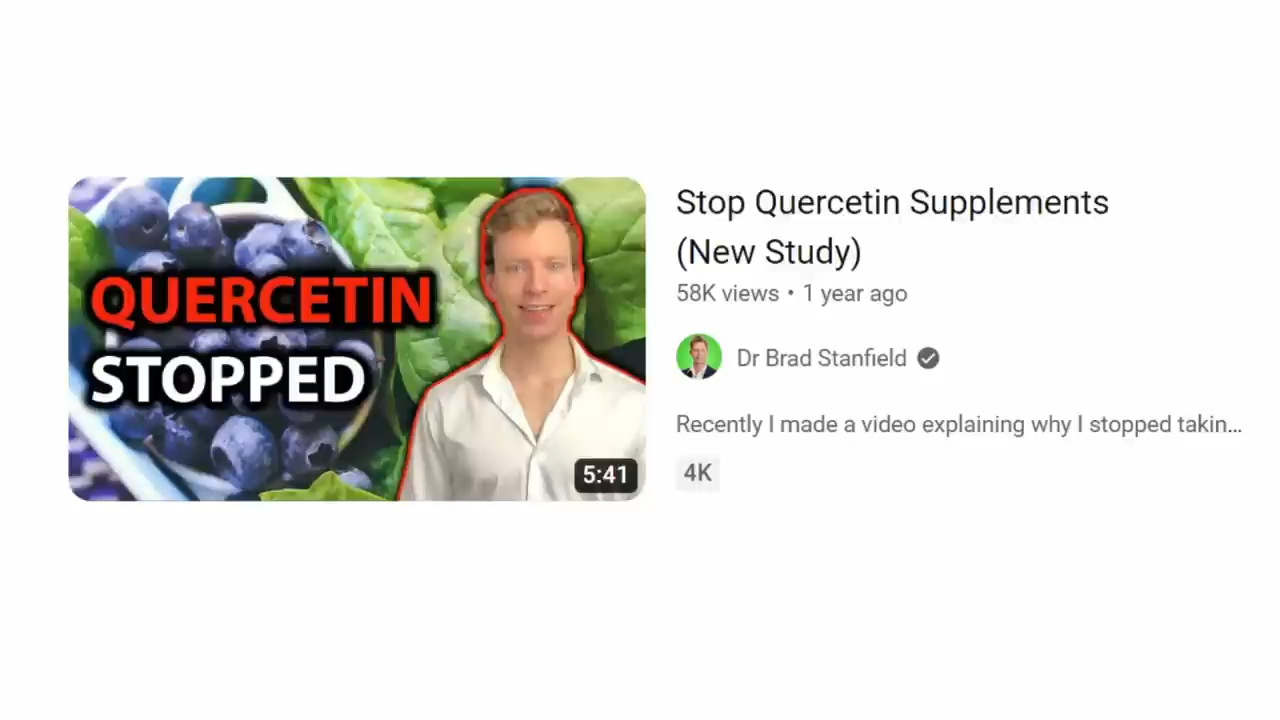 QUERCETIN
STOPPED
5:41
Stop Quercetin Supplements
(New Study)
58K views • 1 year ago
Dr Brad Stanfield
Recently I made a video explaining why I stopped takin...
4K